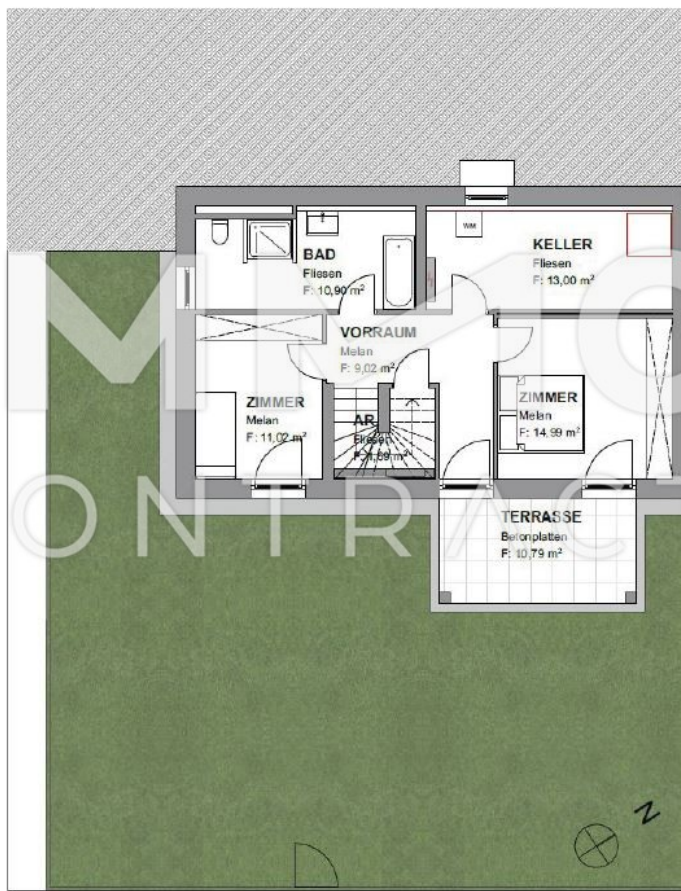 BAD
Fliesen
F: 10,90 m²
WM
KELLER
Fliesen
F: 13,00 m²
VORRAUM
Melan
F: 9,02 m²
ZIMMER
Melan
F: 11,02 m²
AR
Fliesen
ZIMMER
Melan
F: 14,99 m²
TERRASSE
Betonplatten
F: 10,79 m²
ONTRACT
N